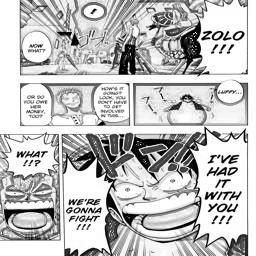 ZOLO
!!!
NOW
WHAT?
LUFFY...
HOW'S IT
GOING?
LOOK, YOU
DON'T HAVE
TO GET
INVOLVED
IN THIS...
OR DO
YOU OWE
HER
MONEY,
TOO?
I'VE
HAD
IT
WITH
YOU
!!!
WHAT
!!?
WE'RE
GONNA
FIGHT
!!!